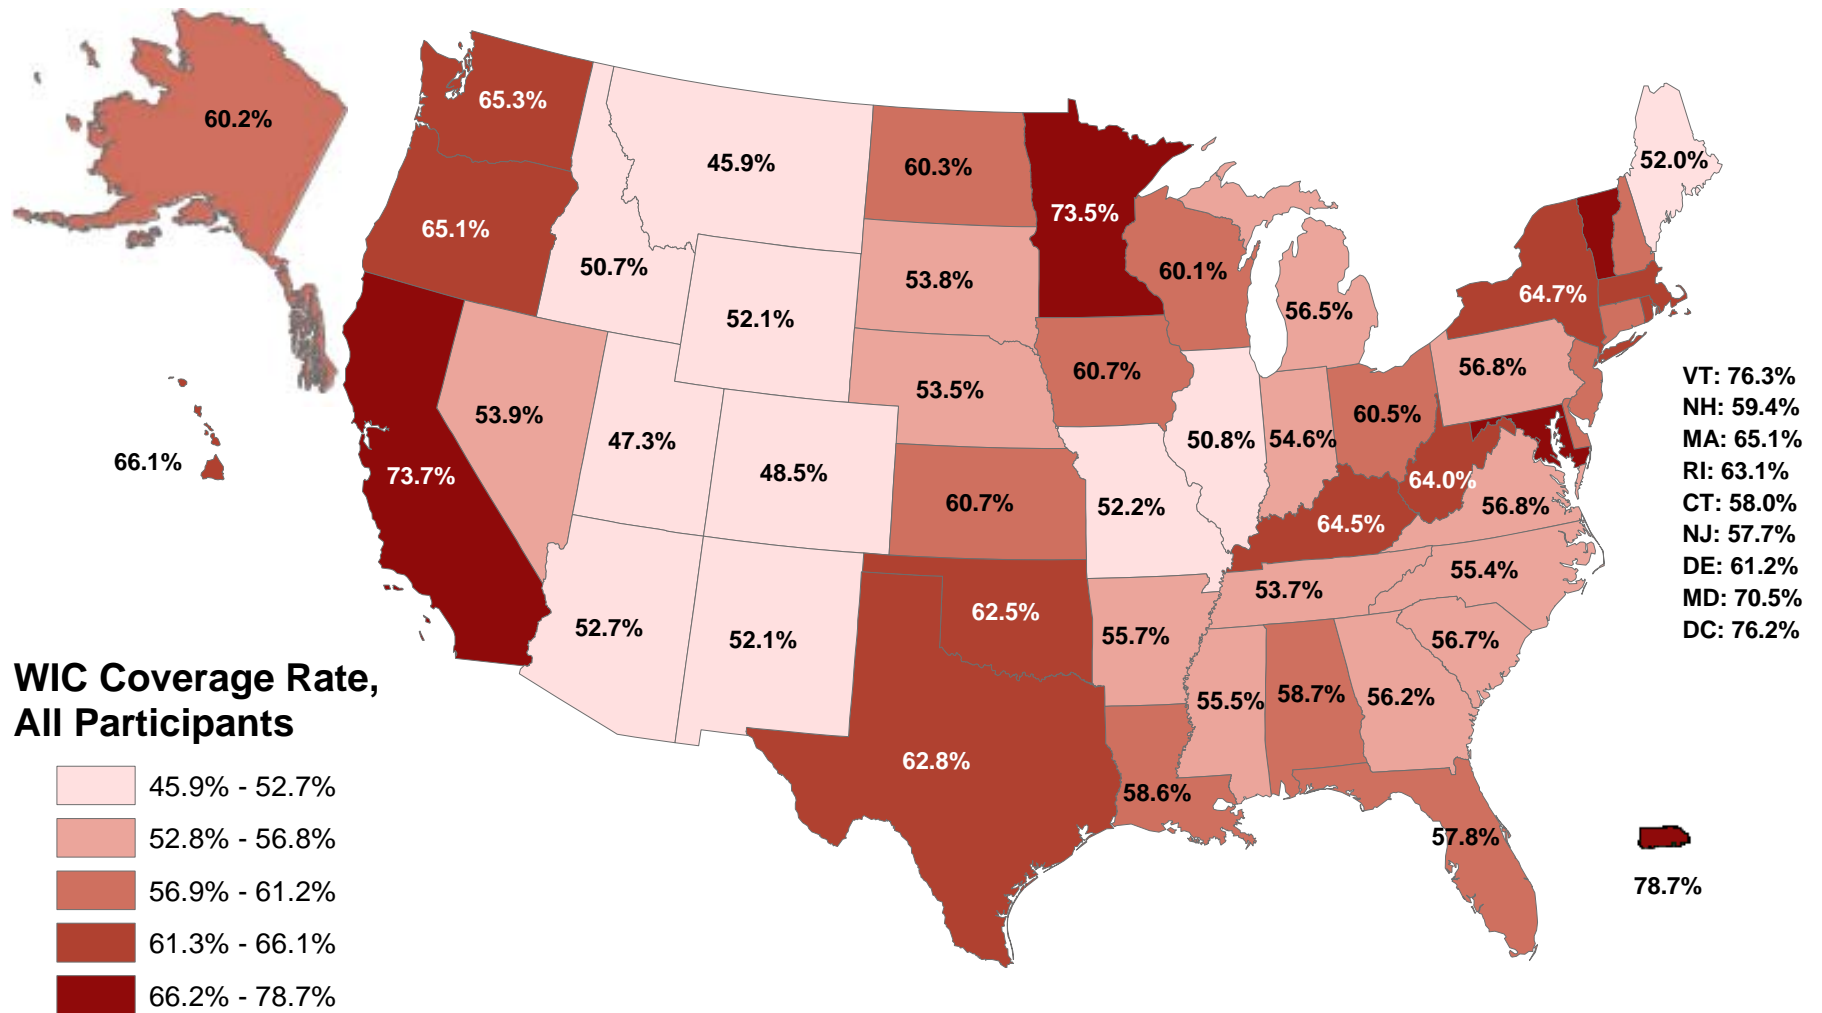 60.2%
65.3%
45.9%
60.3%
73.5%
52.0%
65.1%
50.7%
53.8%
60.1%
56.5%
64.7%
52.1%
53.9%
47.3%
48.5%
53.5%
60.7%
50.8%
54.6%
60.5%
56.8%
66.1%
73.7%
60.7%
52.2%
64.5%
64.0%
56.8%
52.7%
52.1%
62.5%
55.7%
53.7%
55.4%
56.7%
62.8%
58.6%
55.5%
58.7%
56.2%
57.8%
78.7%
VT: 76.3%
NH: 59.4%
MA: 65.1%
RI: 63.1%
CT: 58.0%
NJ: 57.7%
DE: 61.2%
MD: 70.5%
DC: 76.2%
WIC Coverage Rate,
All Participants
45.9% - 52.7%
52.8% - 56.8%
56.9% - 61.2%
61.3% - 66.1%
66.2% - 78.7%